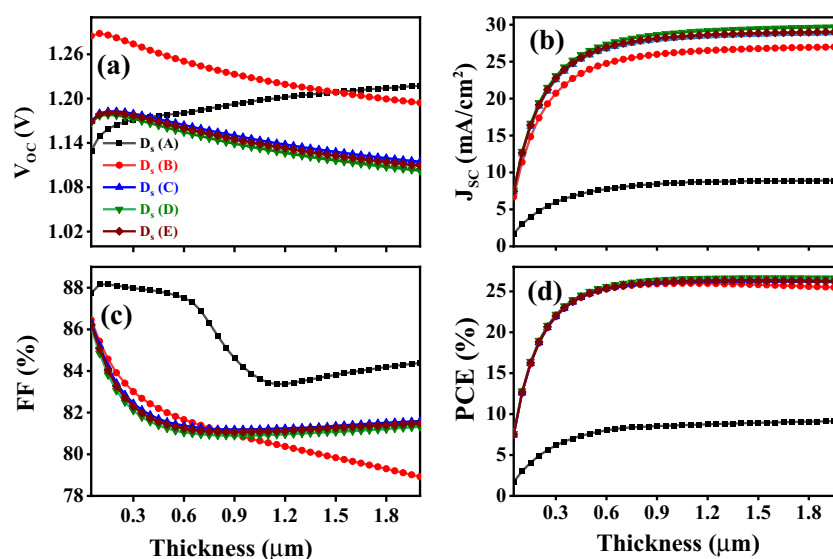 1.26
1.20
1.14
1.08
1.02
V_OC (V)
(a)
D_s (A)
D_s (B)
D_s (C)
D_s (D)
D_s (E)
30
25
20
15
10
5
0
J_SC (mA/cm²)
(b)
88
86
84
82
80
78
FF (%)
(c)
0.3 0.6 0.9 1.2 1.5 1.8
Thickness (μm)
25
20
15
10
5
0
PCE (%)
(d)
0.3 0.6 0.9 1.2 1.5 1.8
Thickness (μm)